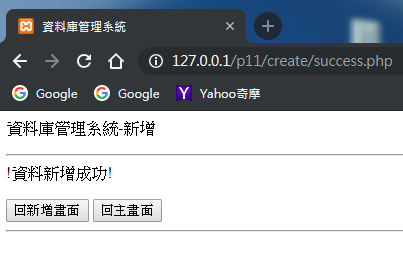 資料庫管理系統
127.0.0.1/p11/create/success.php
Google Google Yahoo奇摩
資料庫管理系統-新增
!資料新增成功!
回新增畫面 回主畫面